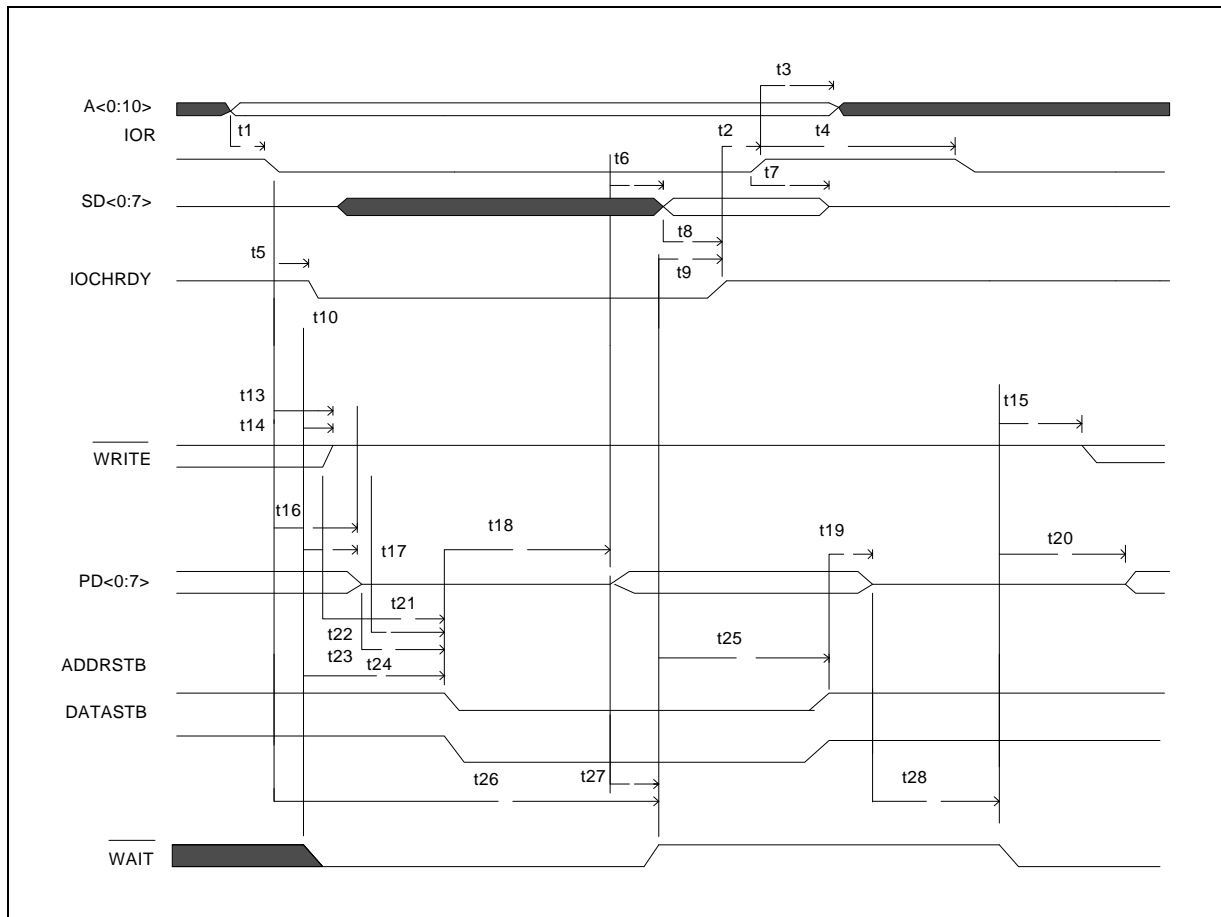 t3
A<0:10>
t1
t2
t4
IOR
t6
t7
SD<0:7>
t8
t5
t9
IOCHRDY
t10
t13
t15
t14
WRITE
t16
t18
t19
t20
t17
PD<0:7>
t21
t22
t25
t23
t24
ADDRSTB
DATASTB
t26
t27
t28
WAIT